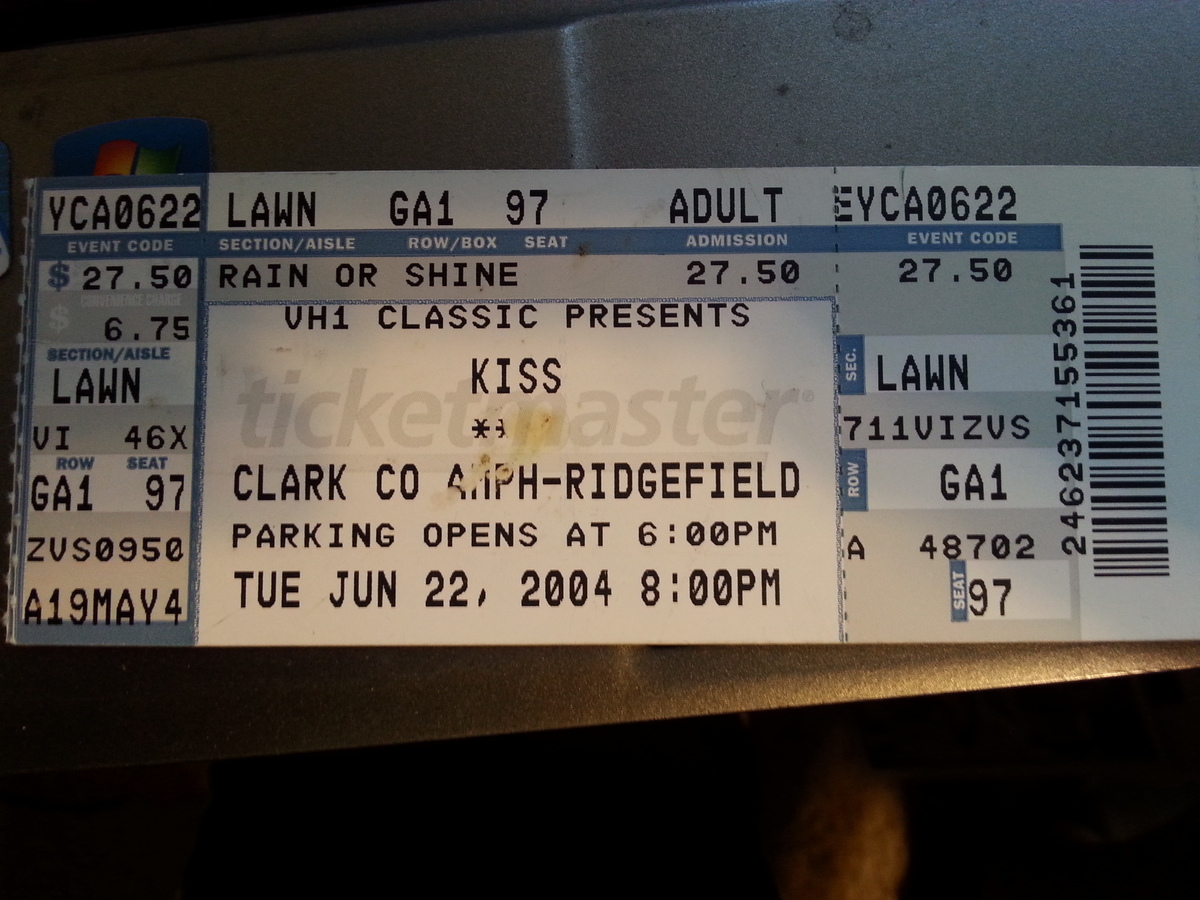 YCA0622 LAWN GA1 97 ADULT EYCA0622
EVENT CODE SECTION/AISLE ROW/BOX SEAT ADMISSION EVENT CODE
$ 27.50 RAIN OR SHINE 27.50 27.50
CONVENIENCE CHARGE
$ 6.75
VH1 CLASSIC PRESENTS
SECTION/AISLE
LAWN
KISS
SEC. LAWN
ticketmaster®
VI 46X
711VIZVS
ROW SEAT
GA1 97
CLARK CO AMPH-RIDGEFIELD
ROW GA1
ZVS0950
PARKING OPENS AT 6:00PM
A 48702
A19MAY4
TUE JUN 22, 2004 8:00PM
SEAT 97
246237155361